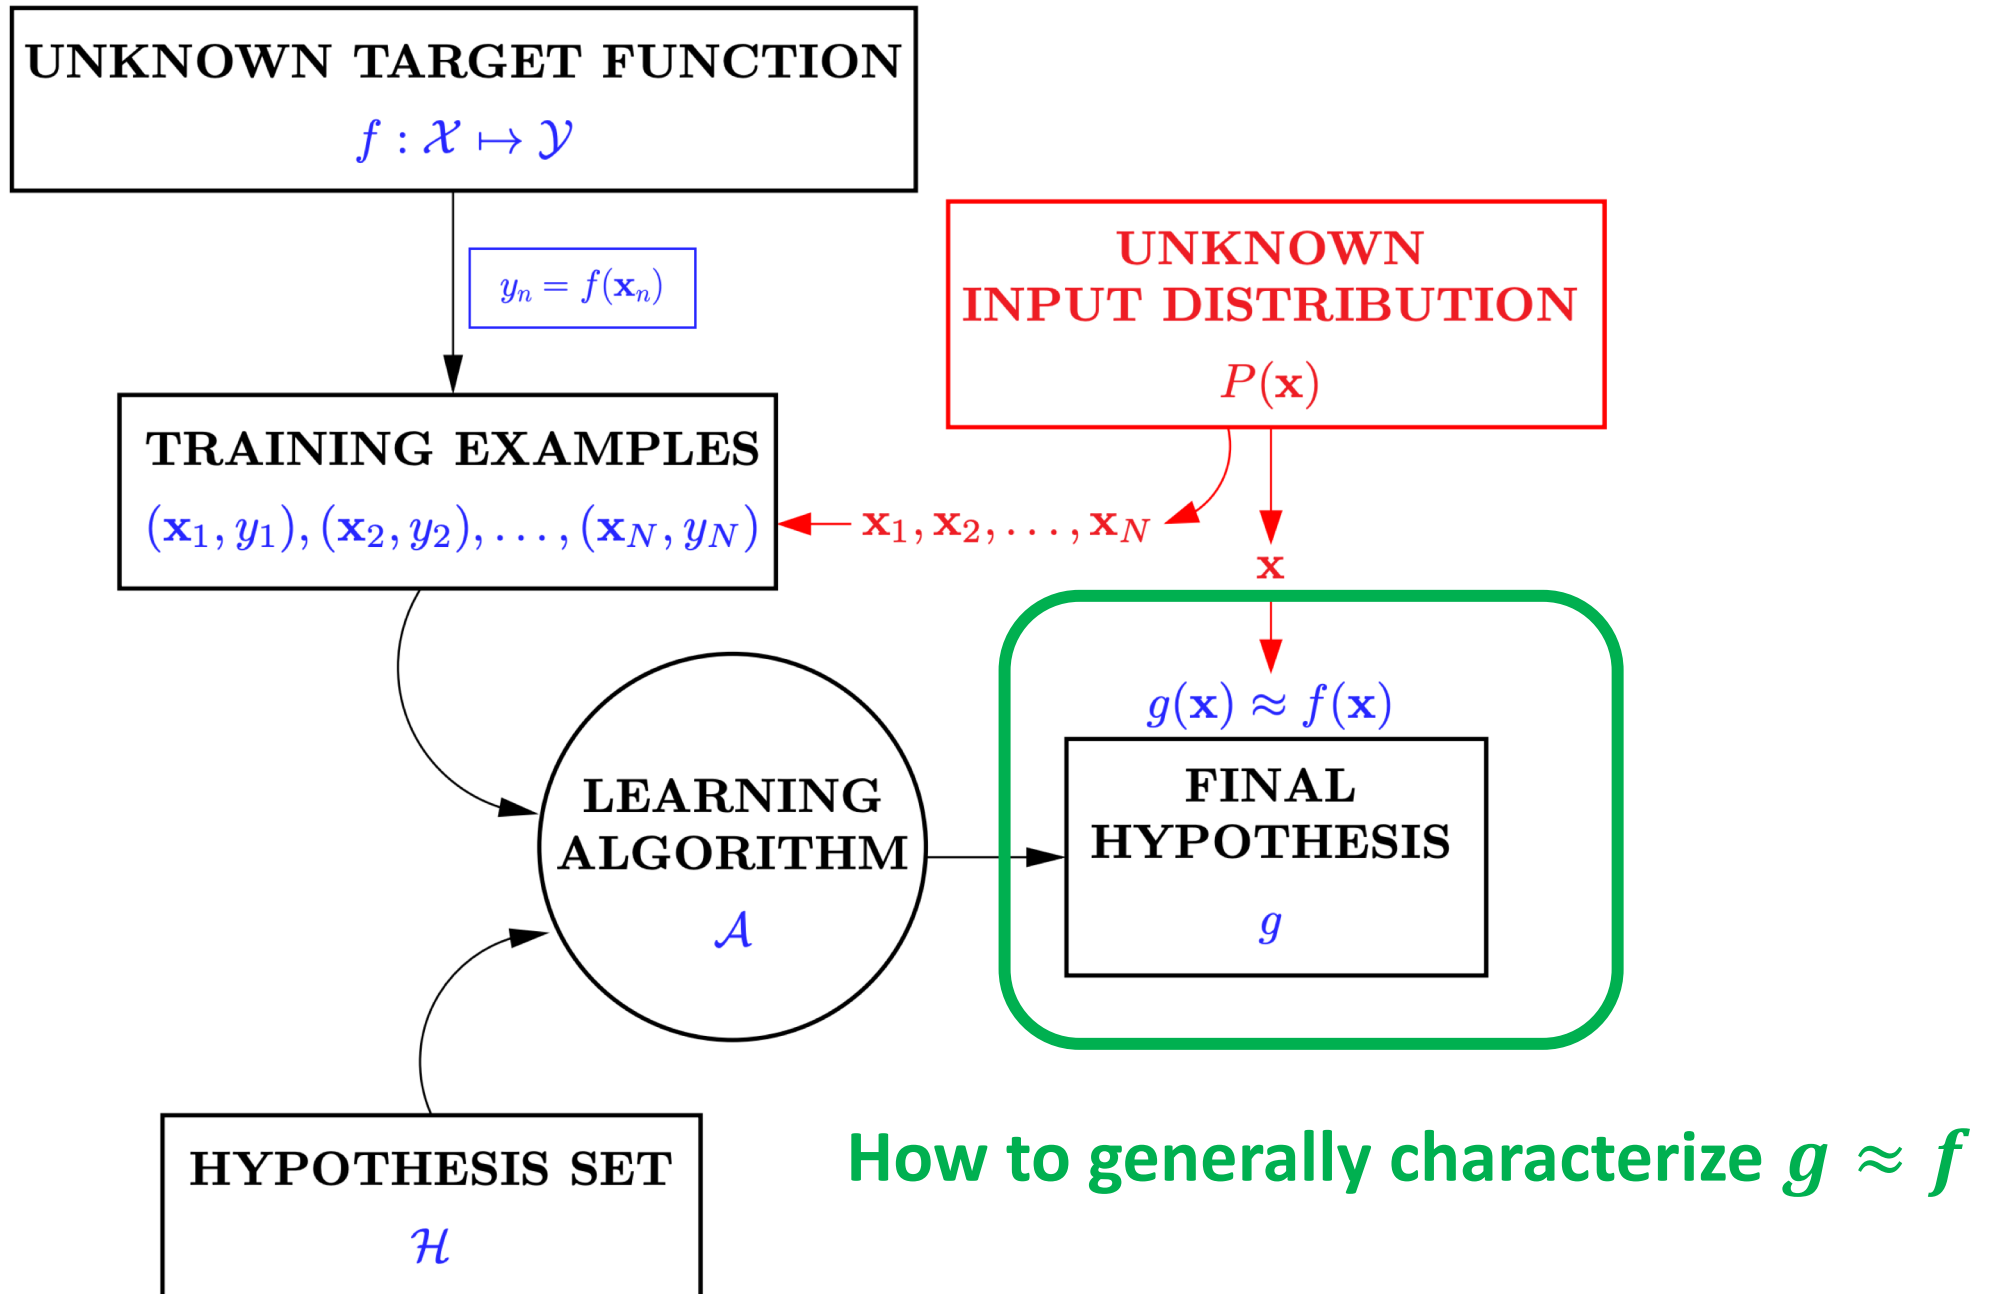 UNKNOWN TARGET FUNCTION
f : 𝒳 ↦ 𝒴
yₙ = f(𝐱ₙ)
UNKNOWN
INPUT DISTRIBUTION
P(𝐱)
TRAINING EXAMPLES
(𝐱₁, y₁), (𝐱₂, y₂), . . . , (𝐱_N, y_N)
𝐱₁, 𝐱₂, . . . , 𝐱_N
𝐱
g(𝐱) ≈ f(𝐱)
LEARNING
ALGORITHM
𝒜
FINAL
HYPOTHESIS
g
HYPOTHESIS SET
ℋ
How to generally characterize g ≈ f